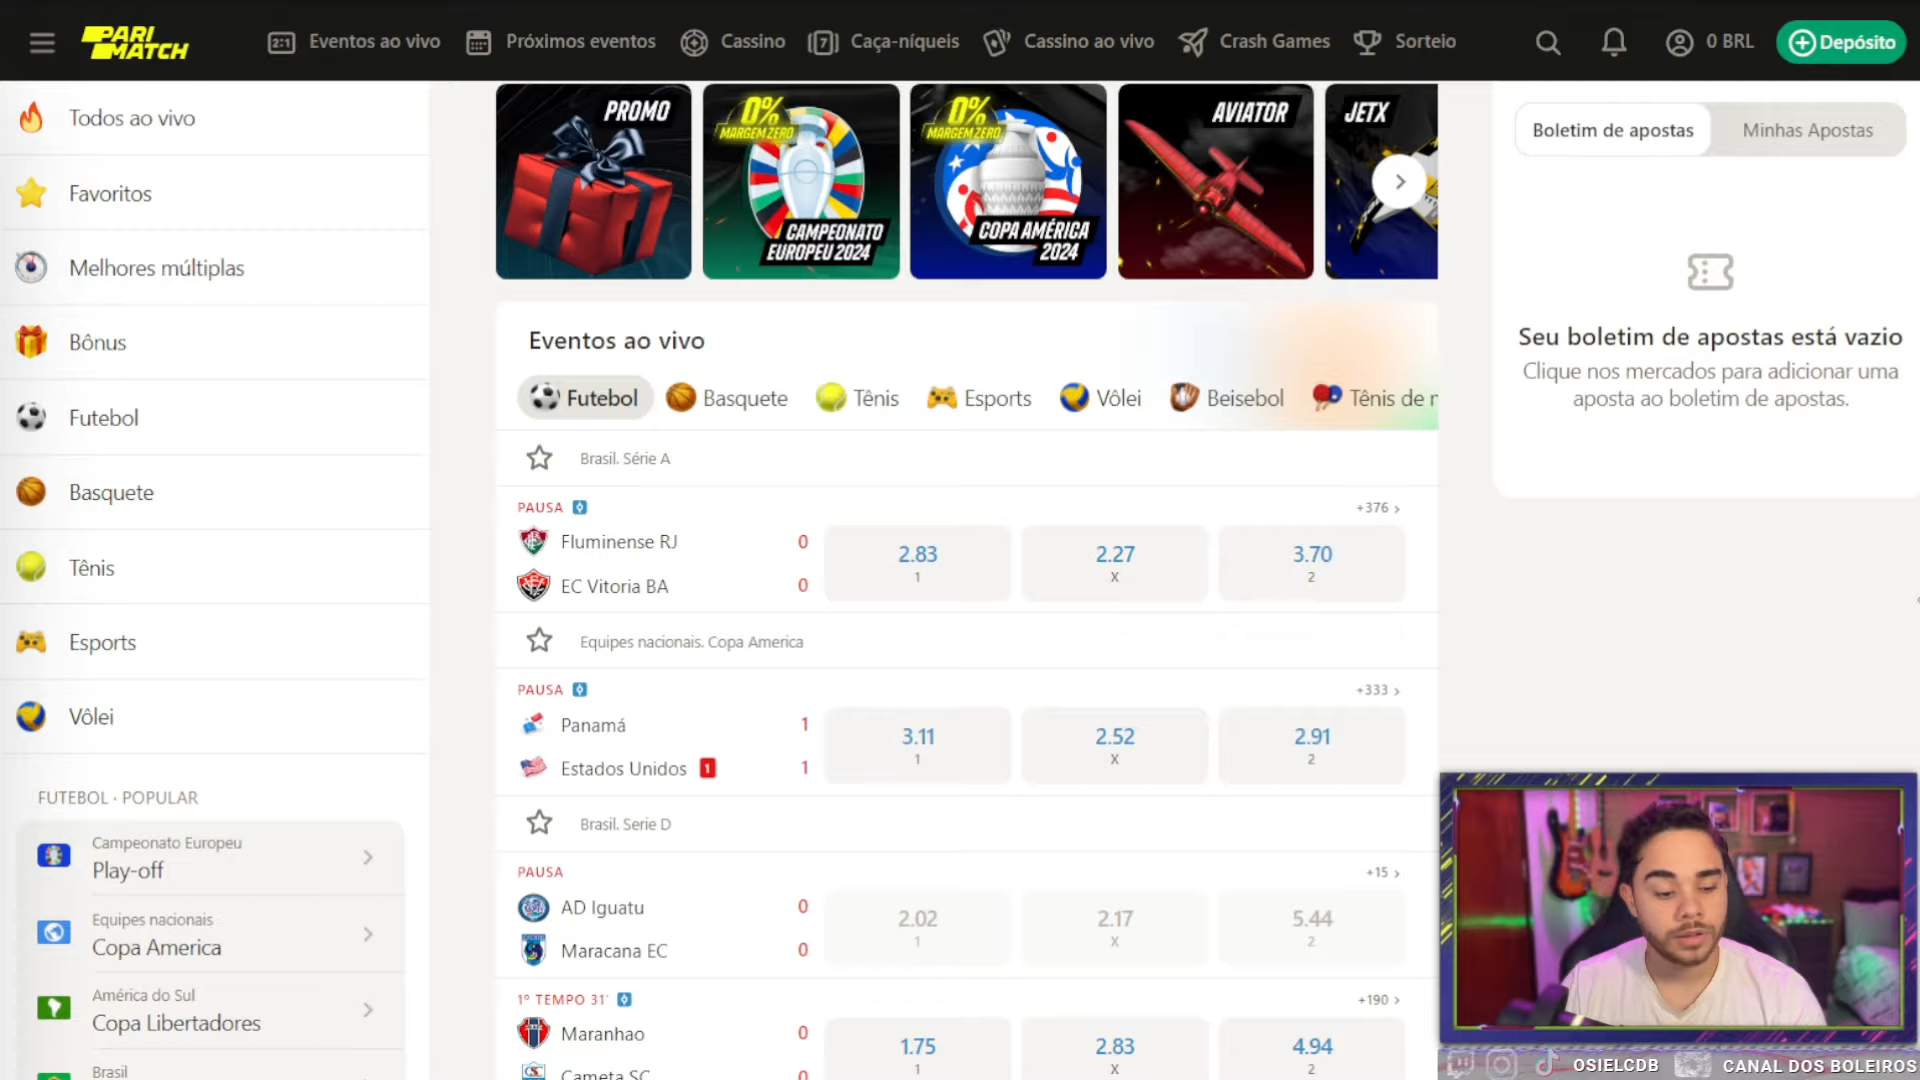 PARI
MATCH
2:1
Eventos ao vivo
Próximos eventos
Cassino
7
Caça-níqueis
Cassino ao vivo
Crash Games
Sorteio
0 BRL
Depósito
Todos ao vivo
Favoritos
Melhores múltiplas
Bônus
Futebol
Basquete
Tênis
Esports
Vôlei
FUTEBOL · POPULAR
Campeonato Europeu
Play-off
Equipes nacionais
Copa America
América do Sul
Copa Libertadores
Brasil
PROMO
0%
MARGEM ZERO
CAMPEONATO
EUROPEU 2024
0%
MARGEM ZERO
COPA AMÉRICA
2024
AVIATOR
JETX
Eventos ao vivo
Futebol
Basquete
Tênis
Esports
Vôlei
Beisebol
Tênis de
Brasil. Série A
PAUSA
+376
Fluminense RJ 0
EC Vitoria BA 0
2.83
1
2.27
X
3.70
2
Equipes nacionais. Copa America
PAUSA
+333
Panamá 1
Estados Unidos 1 1
3.11
1
2.52
X
2.91
2
Brasil. Serie D
PAUSA
+15
AD Iguatu 0
Maracana EC 0
2.02
1
2.17
X
5.44
2
1º TEMPO 31'
+190
Maranhao 0
Cameta SC 0
1.75
1
2.83
X
4.94
2
Boletim de apostas
Minhas Apostas
Seu boletim de apostas está vazio
Clique nos mercados para adicionar uma
aposta ao boletim de apostas.
OSIELCDB
CANAL DOS BOLEIROS